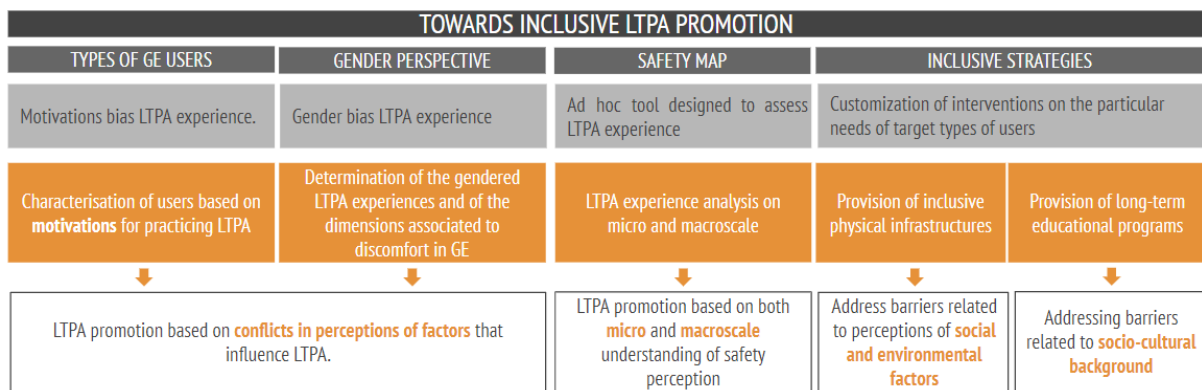 TOWARDS INCLUSIVE LTPA PROMOTION
TYPES OF GE USERS
GENDER PERSPECTIVE
SAFETY MAP
INCLUSIVE STRATEGIES
Motivations bias LTPA experience.
Gender bias LTPA experience
Ad hoc tool designed to assess
LTPA experience
Customization of interventions on the particular
needs of target types of users
Characterisation of users based on
motivations for practicing LTPA
Determination of the gendered
LTPA experiences and of the
dimensions associated to
discomfort in GE
LTPA experience analysis on
micro and macroscale
Provision of inclusive
physical infrastructures
Provision of long-term
educational programs
LTPA promotion based on conflicts in perceptions of factors that
influence LTPA.
LTPA promotion based on both
micro and macroscale
understanding of safety
perception
Address barriers related
to perceptions of social
and environmental
factors
Addressing barriers
related to socio-cultural
background